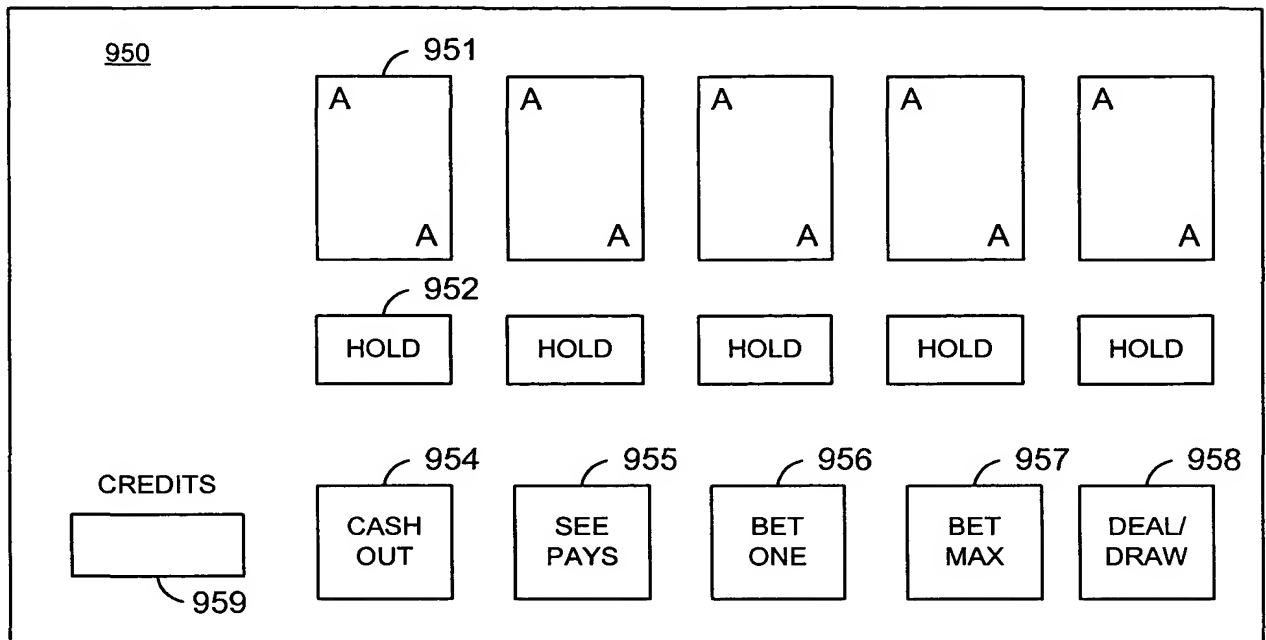 950
951
A A A A A
A A A A A
952
HOLD HOLD HOLD HOLD HOLD
954 955 956 957 958
CREDITS
CASH OUT SEE PAYS BET ONE BET MAX DEAL/ DRAW
959